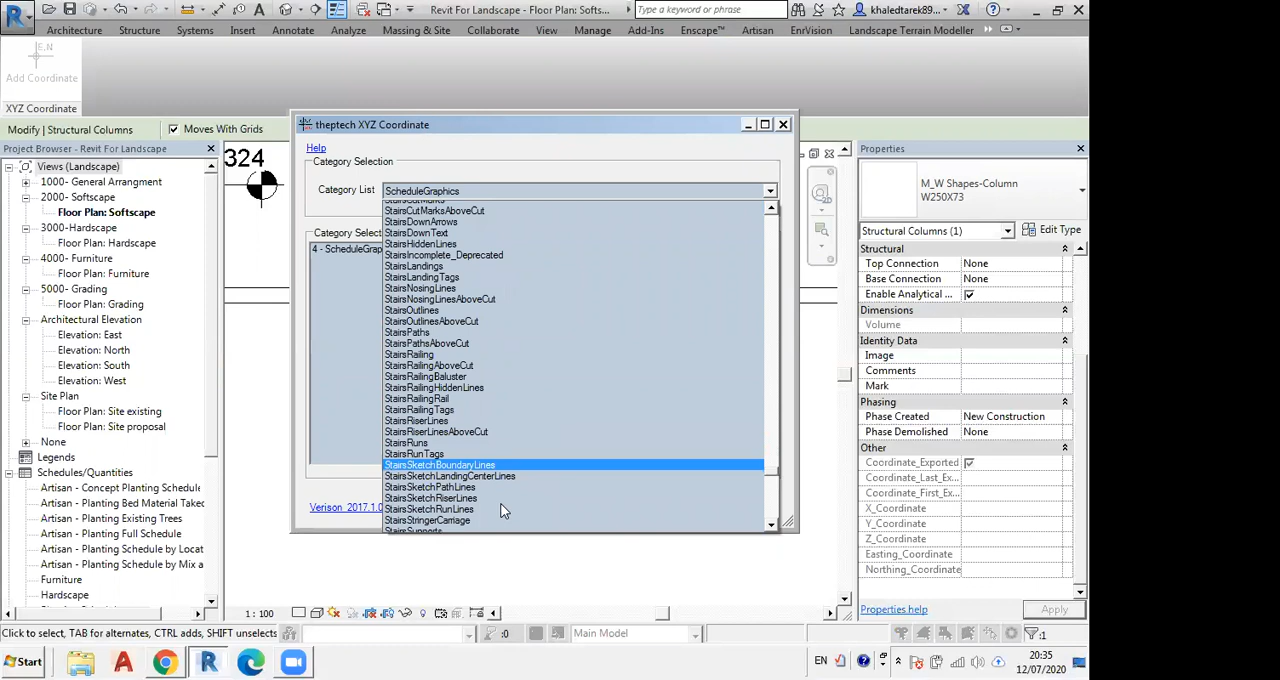 Revit For Landscape - Floor Plan: Softs...
Type a keyword or phrase
khaledtarek89...
Architecture Structure Systems Insert Annotate Analyze Massing & Site Collaborate View Manage Add-Ins Enscape™ Artisan EnVision Landscape Terrain Modeller
E,N
Add Coordinate
XYZ Coordinate
Modify | Structural Columns
Moves With Grids
Project Browser - Revit For Landscape
Views (Landscape)
1000- General Arrangment
2000- Softscape
Floor Plan: Softscape
3000-Hardscape
Floor Plan: Hardscape
4000- Furniture
Floor Plan: Furniture
5000- Grading
Floor Plan: Grading
Architectural Elevation
Elevation: East
Elevation: North
Elevation: South
Elevation: West
Site Plan
Floor Plan: Site existing
Floor Plan: Site proposal
None
Legends
Schedules/Quantities
Artisan - Concept Planting Schedule
Artisan - Planting Bed Material Takec
Artisan - Planting Existing Trees
Artisan - Planting Full Schedule
Artisan - Planting Schedule by Locat
Artisan - Planting Schedule by Mix a
Furniture
Hardscape
324
theptech XYZ Coordinate
Help
Category Selection
Category List
ScheduleGraphics
Category Select
4 - ScheduleGrap
StairsCutMarksAboveCut
StairsDownArrows
StairsDownText
StairsHiddenLines
StairsIncomplete_Deprecated
StairsLandings
StairsLandingTags
StairsNosingLines
StairsNosingLinesAboveCut
StairsOutlines
StairsOutlinesAboveCut
StairsPaths
StairsPathsAboveCut
StairsRailing
StairsRailingAboveCut
StairsRailingBaluster
StairsRailingHiddenLines
StairsRailingRail
StairsRailingTags
StairsRiserLines
StairsRiserLinesAboveCut
StairsRuns
StairsRunTags
StairsSketchBoundaryLines
StairsSketchLandingCenterLines
StairsSketchPathLines
StairsSketchRiserLines
StairsSketchRunLines
StairsStringerCarriage
StairsSupports
Verison 2017.1.0
Properties
M_W Shapes-Column
W250X73
Structural Columns (1)
Edit Type
Structural
Top Connection None
Base Connection None
Enable Analytical ...
Dimensions
Volume
Identity Data
Image
Comments
Mark
Phasing
Phase Created New Construction
Phase Demolished None
Other
Coordinate_Exported
Coordinate_Last_Ex...
Coordinate_First_Ex...
X_Coordinate
Y_Coordinate
Z_Coordinate
Easting_Coordinate
Northing_Coordinate
Properties help
Apply
1 : 100
Click to select, TAB for alternates, CTRL adds, SHIFT unselects
:0
Main Model
:1
Start
EN
20:35
12/07/2020